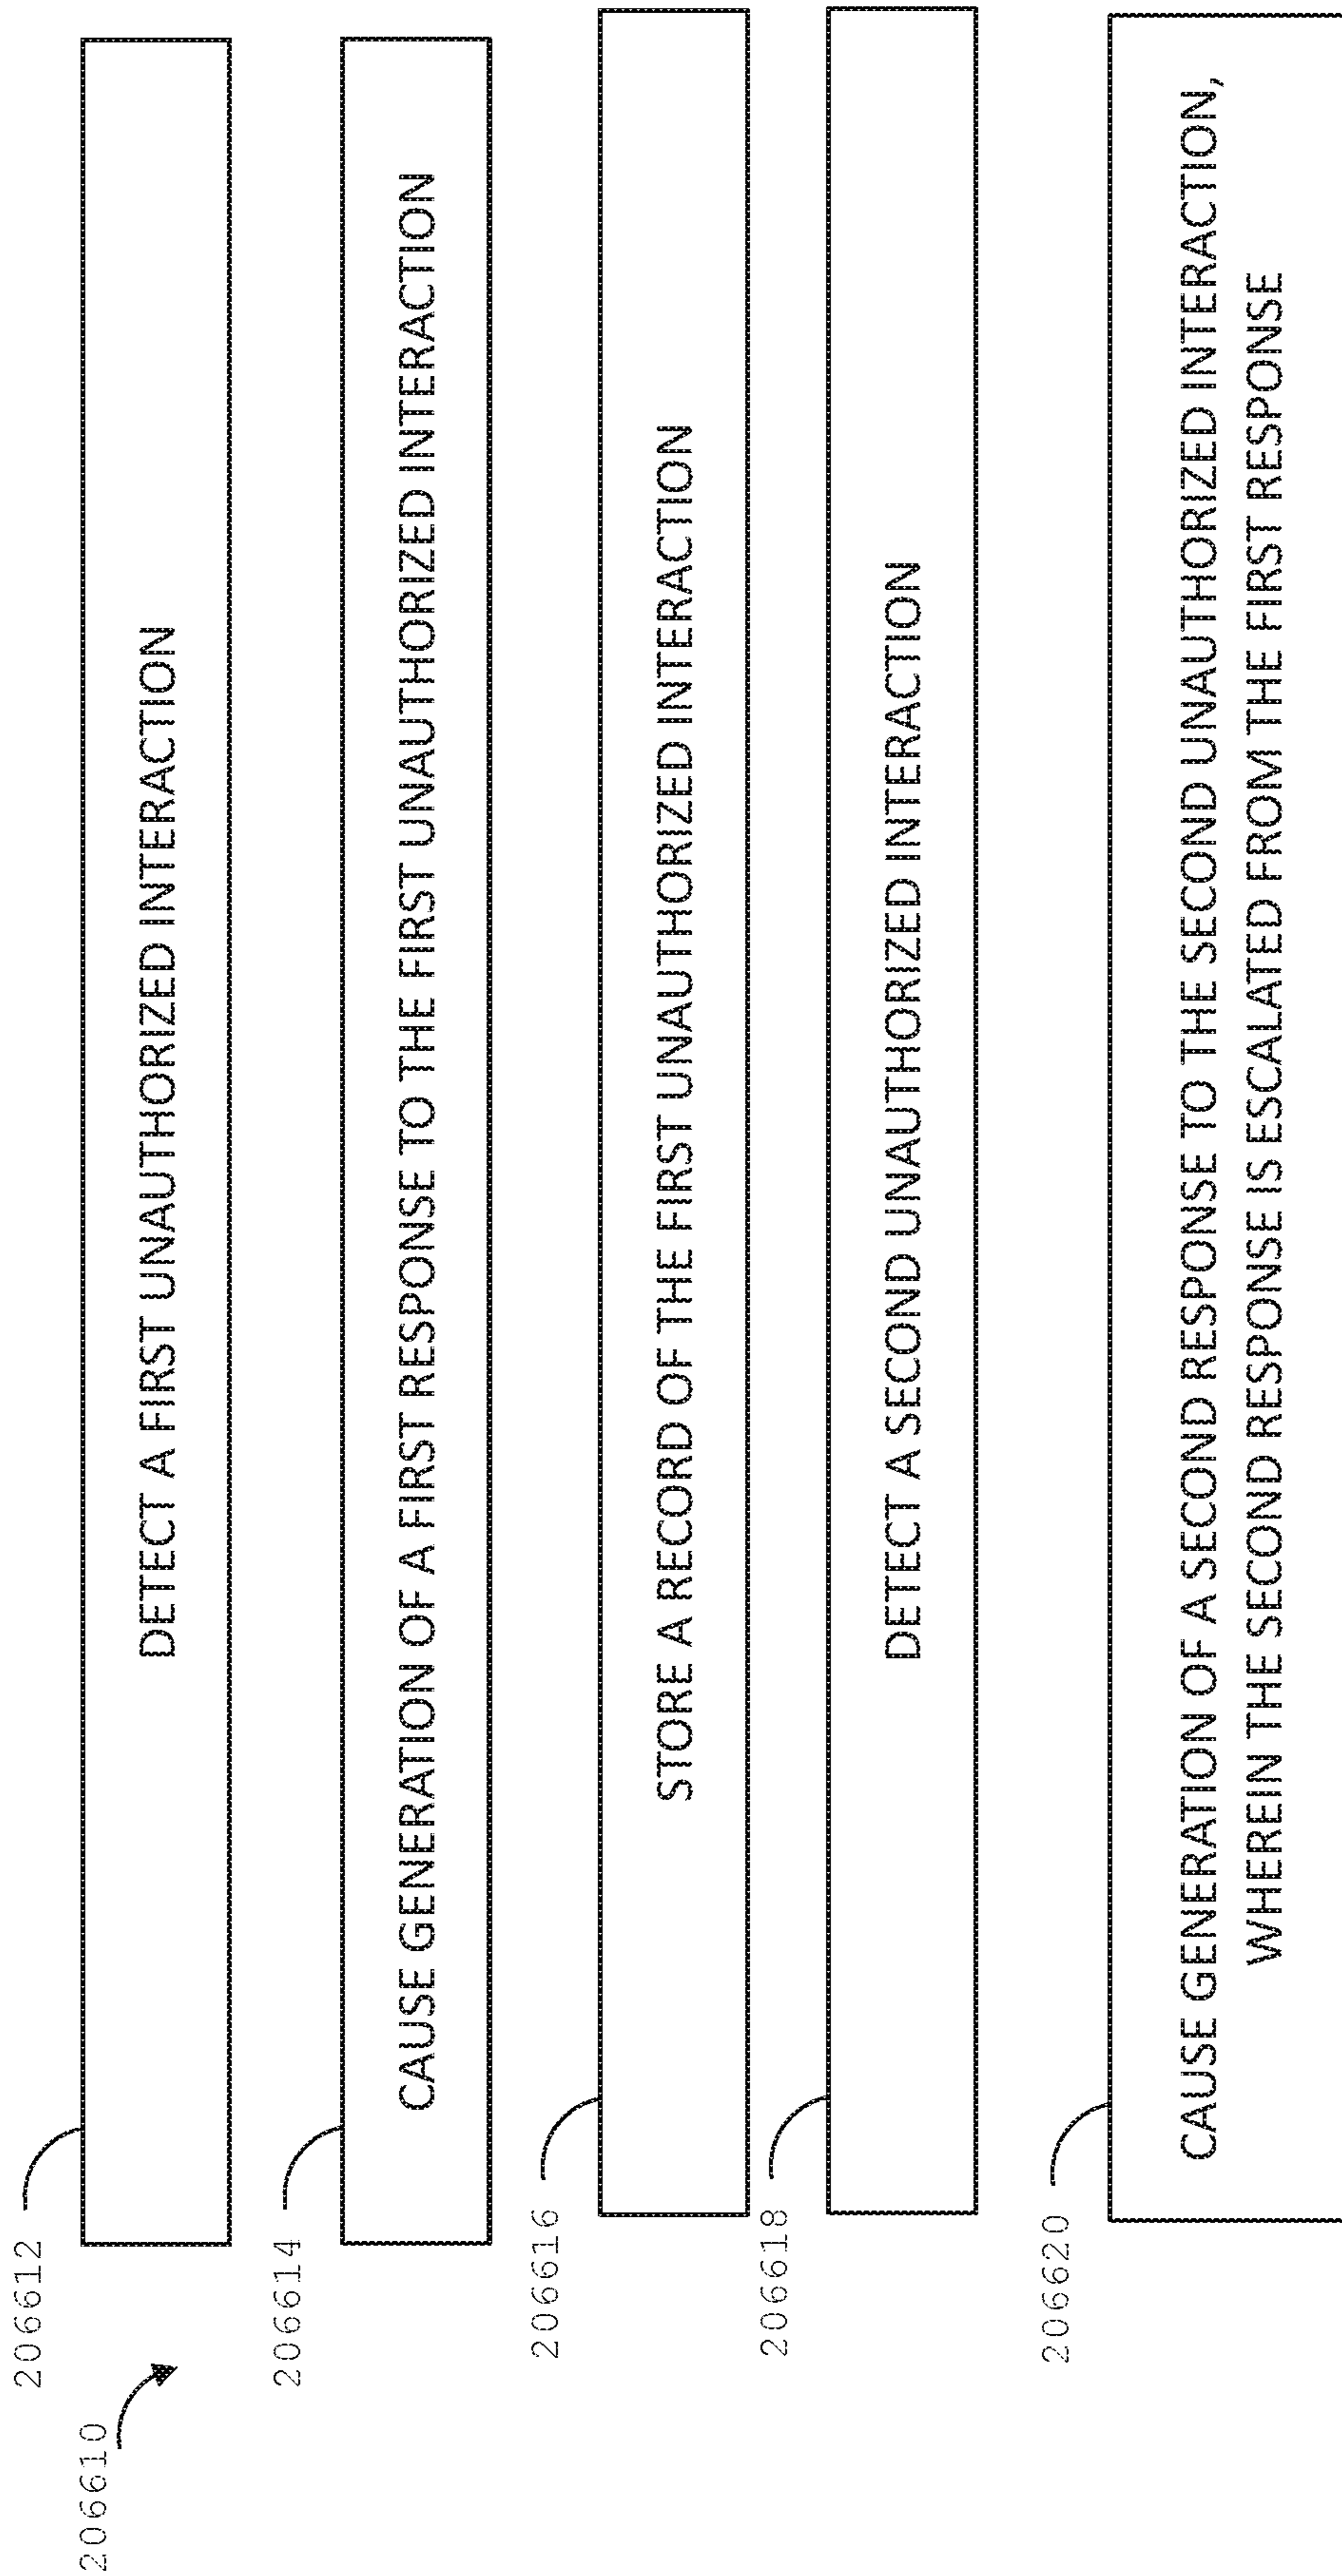 206610
206612
DETECT A FIRST UNAUTHORIZED INTERACTION
206614
CAUSE GENERATION OF A FIRST RESPONSE TO THE FIRST UNAUTHORIZED INTERACTION
206616
STORE A RECORD OF THE FIRST UNAUTHORIZED INTERACTION
206618
DETECT A SECOND UNAUTHORIZED INTERACTION
206620
CAUSE GENERATION OF A SECOND RESPONSE TO THE SECOND UNAUTHORIZED INTERACTION,
WHEREIN THE SECOND RESPONSE IS ESCALATED FROM THE FIRST RESPONSE